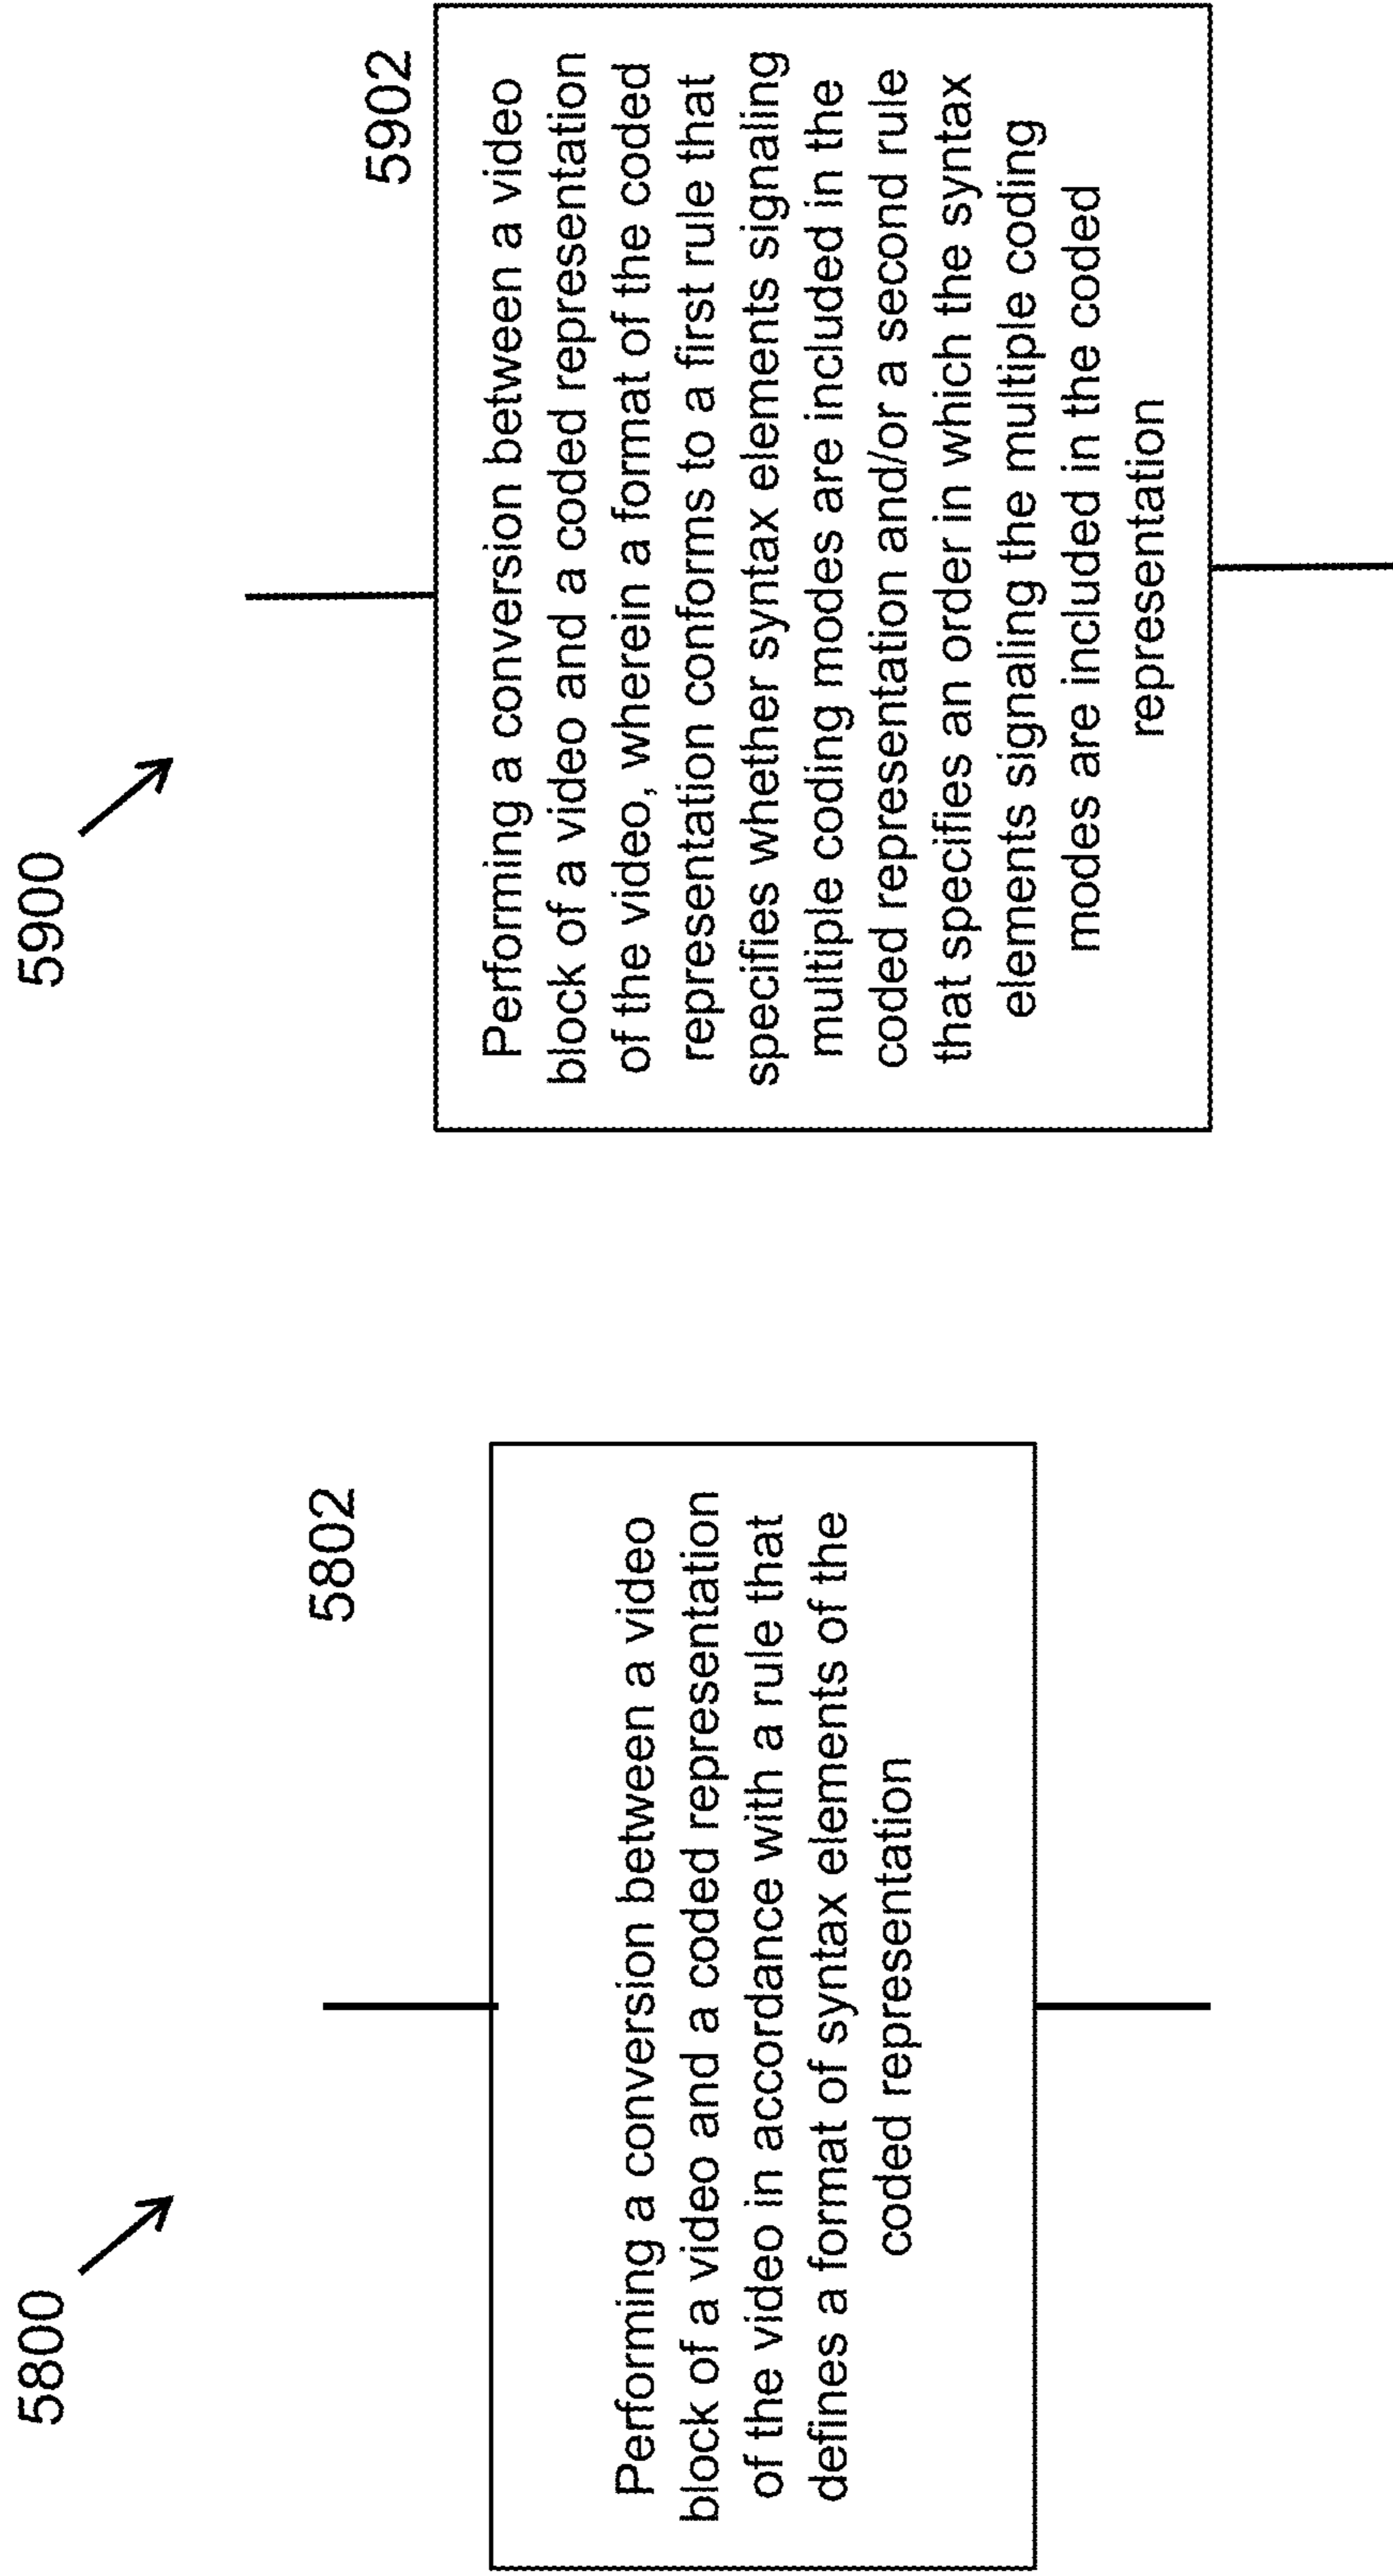 5800
5802
Performing a conversion between a video
block of a video and a coded representation
of the video in accordance with a rule that
defines a format of syntax elements of the
coded representation
5900
5902
Performing a conversion between a video
block of a video and a coded representation
of the video, wherein a format of the coded
representation conforms to a first rule that
specifies whether syntax elements signaling
multiple coding modes are included in the
coded representation and/or a second rule
that specifies an order in which the syntax
elements signaling the multiple coding
modes are included in the coded
representation